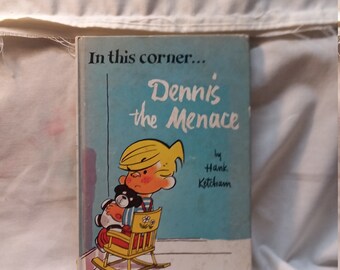 In this corner...
Dennis
the Menace
by
Hank
Ketcham